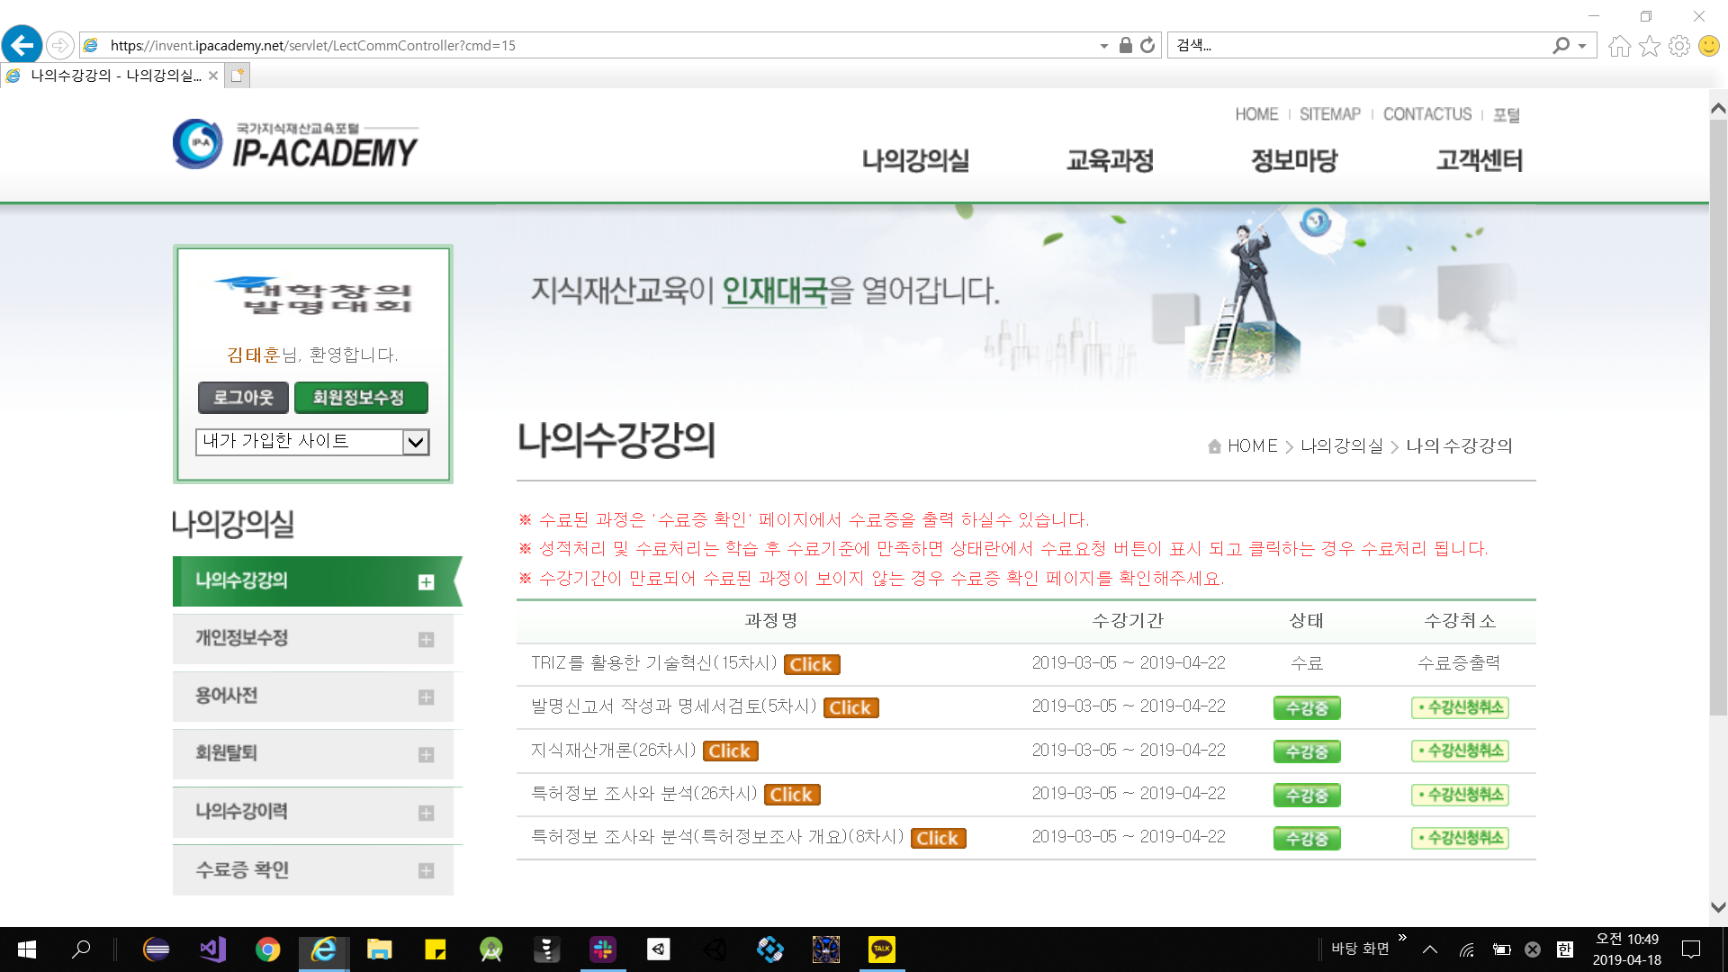 https://invent.ipacademy.net/servlet/LectCommController?cmd=15
검색...
나의수강강의 - 나의강의실...
HOME
SITEMAP
CONTACTUS
포털
IP-A
국가지식재산교육포털
IP-ACADEMY
나의강의실
교육과정
정보마당
고객센터
대학창의
발명대회
지식재산교육이 인재대국을 열어갑니다.
김태훈님, 환영합니다.
로그아웃
회원정보수정
내가 가입한 사이트
나의수강강의
HOME > 나의강의실 > 나의수강강의
나의강의실
나의수강강의
개인정보수정
용어사전
회원탈퇴
나의수강이력
수료증 확인
※ 수료된 과정은 '수료증 확인' 페이지에서 수료증을 출력 하실수 있습니다.
※ 성적처리 및 수료처리는 학습 후 수료기준에 만족하면 상태란에서 수료요청 버튼이 표시 되고 클릭하는 경우 수료처리 됩니다.
※ 수강기간이 만료되어 수료된 과정이 보이지 않는 경우 수료증 확인 페이지를 확인해주세요.
과정명 수강기간 상태 수강취소
TRIZ를 활용한 기술혁신(15차시) Click 2019-03-05 ~ 2019-04-22 수료 수료증출력
발명신고서 작성과 명세서검토(5차시) Click 2019-03-05 ~ 2019-04-22 수강중 • 수강신청취소
지식재산개론(26차시) Click 2019-03-05 ~ 2019-04-22 수강중 • 수강신청취소
특허정보 조사와 분석(26차시) Click 2019-03-05 ~ 2019-04-22 수강중 • 수강신청취소
특허정보 조사와 분석(특허정보조사 개요)(8차시) Click 2019-03-05 ~ 2019-04-22 수강중 • 수강신청취소
TALK
바탕 화면
한
오전 10:49
2019-04-18